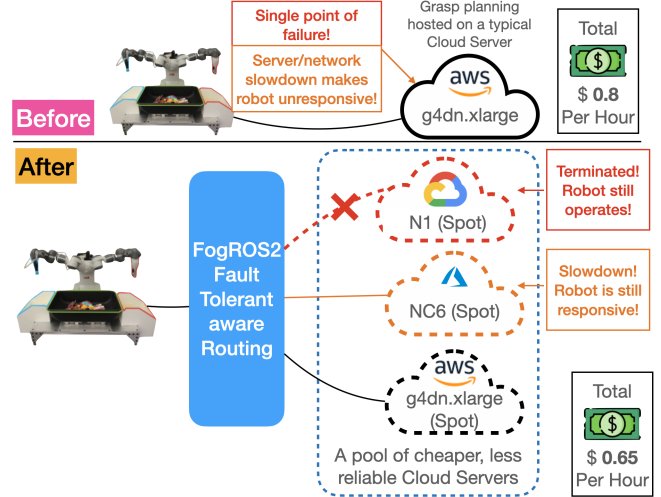 Single point of
failure!
Server/network
slowdown makes
robot unresponsive!
Grasp planning
hosted on a typical
Cloud Server
aws
g4dn.xlarge
Total
$
$ 0.8
Per Hour
Before
After
FogROS2
Fault
Tolerant
aware
Routing
N1 (Spot)
Terminated!
Robot still
operates!
NC6 (Spot)
Slowdown!
Robot is still
responsive!
aws
g4dn.xlarge
(Spot)
A pool of cheaper, less
reliable Cloud Servers
Total
$
$ 0.65
Per Hour